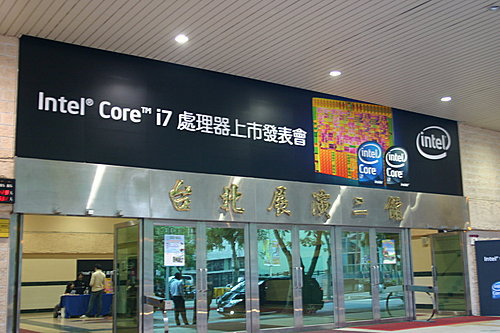 Intel® Core™ i7 處理器上市發表會
intel
intel
Core
intel
Core
i7
台北展演二館